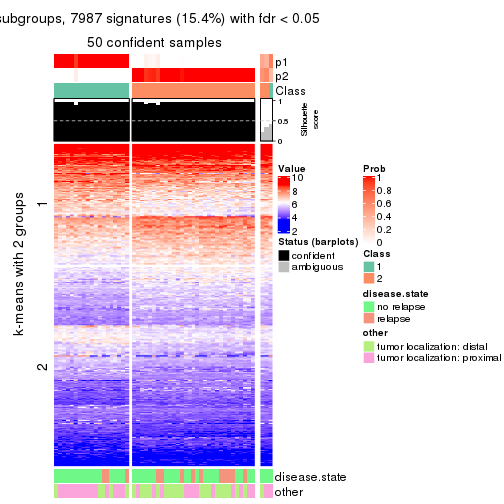 subgroups, 7987 signatures (15.4%) with fdr < 0.05
50 confident samples
p1
p2
Class
1
0.5
0
Silhouette
score
k-means with 2 groups
1
2
Value
10
8
6
4
2
Status (barplots)
confident
ambiguous
Prob
1
0.8
0.6
0.4
0.2
0
Class
1
2
disease.state
no relapse
relapse
other
tumor localization: distal
tumor localization: proximal
disease.state
other